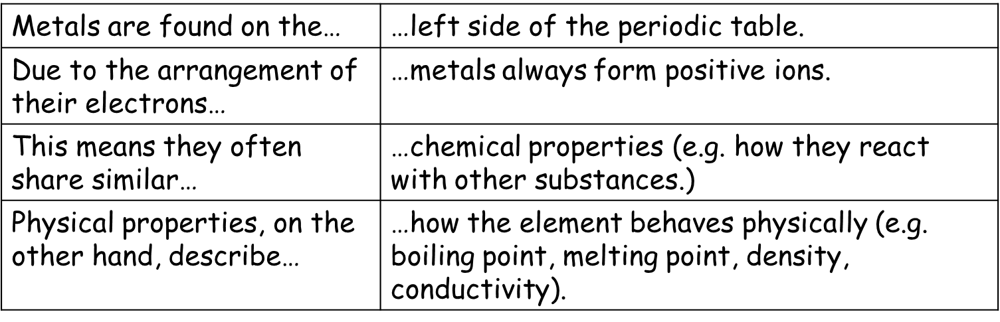 Metals are found on the…
…left side of the periodic table.
Due to the arrangement of
their electrons…
…metals always form positive ions.
This means they often
share similar…
…chemical properties (e.g. how they react
with other substances.)
Physical properties, on the
other hand, describe…
…how the element behaves physically (e.g.
boiling point, melting point, density,
conductivity).